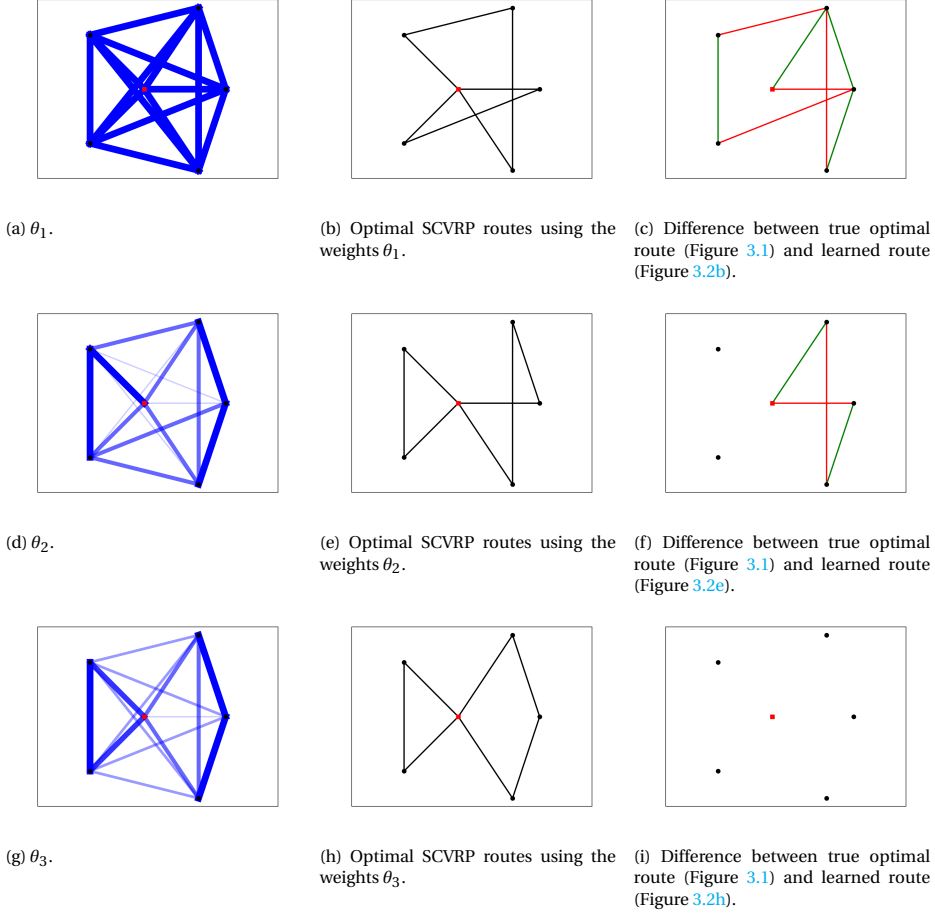 (a) θ1.
(b) Optimal SCVRP routes using the
weights θ1.
(c) Difference between true optimal
route (Figure 3.1) and learned route
(Figure 3.2b).
(d) θ2.
(e) Optimal SCVRP routes using the
weights θ2.
(f) Difference between true optimal
route (Figure 3.1) and learned route
(Figure 3.2e).
(g) θ3.
(h) Optimal SCVRP routes using the
weights θ3.
(i) Difference between true optimal
route (Figure 3.1) and learned route
(Figure 3.2h).